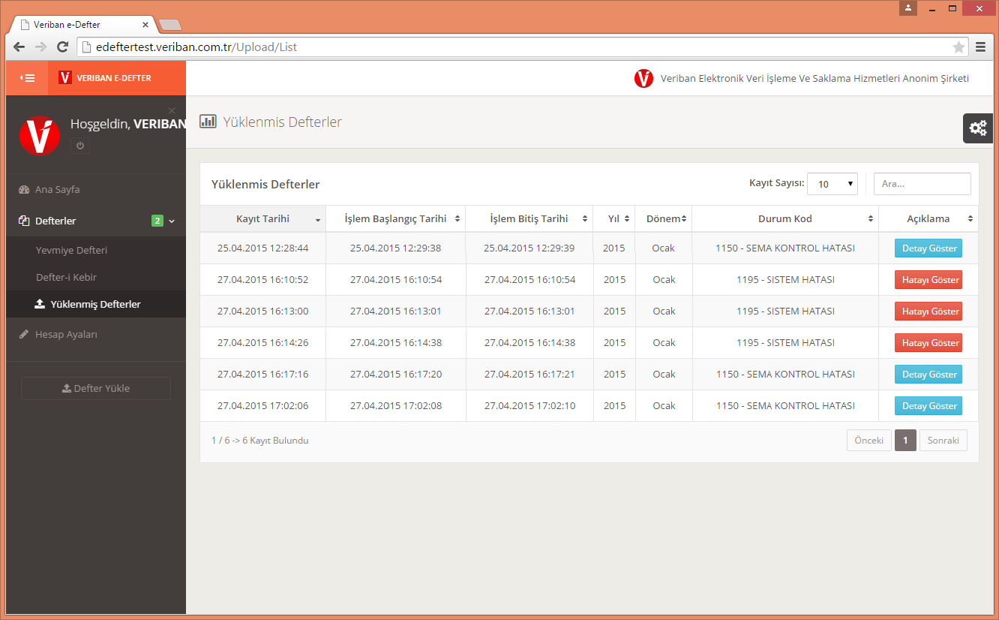 Veriban e-Defter
edeftertest.veriban.com.tr/Upload/List
VERIBAN E-DEFTER
Veriban Elektronik Veri İşleme Ve Saklama Hizmetleri Anonim Şirketi
Hoşgeldin, VERIBAN
Yüklenmis Defterler
Ana Sayfa
Defterler 2
Yevmiye Defteri
Defter-i Kebir
Yüklenmiş Defterler
Hesap Ayaları
Defter Yükle
Yüklenmis Defterler
Kayıt Sayısı: 10 Ara...
Kayit Tarihi İşlem Başlangıç Tarihi İşlem Bitiş Tarihi Yıl Dönem Durum Kod Açıklama
25.04.2015 12:28:44 25.04.2015 12:29:38 25.04.2015 12:29:39 2015 Ocak 1150 - SEMA KONTROL HATASI Detay Göster
27.04.2015 16:10:52 27.04.2015 16:10:54 27.04.2015 16:10:54 2015 Ocak 1195 - SISTEM HATASI Hatayı Göster
27.04.2015 16:13:00 27.04.2015 16:13:01 27.04.2015 16:13:01 2015 Ocak 1195 - SISTEM HATASI Hatayı Göster
27.04.2015 16:14:26 27.04.2015 16:14:38 27.04.2015 16:14:38 2015 Ocak 1195 - SISTEM HATASI Hatayı Göster
27.04.2015 16:17:16 27.04.2015 16:17:20 27.04.2015 16:17:21 2015 Ocak 1150 - SEMA KONTROL HATASI Detay Göster
27.04.2015 17:02:06 27.04.2015 17:02:08 27.04.2015 17:02:10 2015 Ocak 1150 - SEMA KONTROL HATASI Detay Göster
1 / 6 -> 6 Kayıt Bulundu
Önceki 1 Sonraki